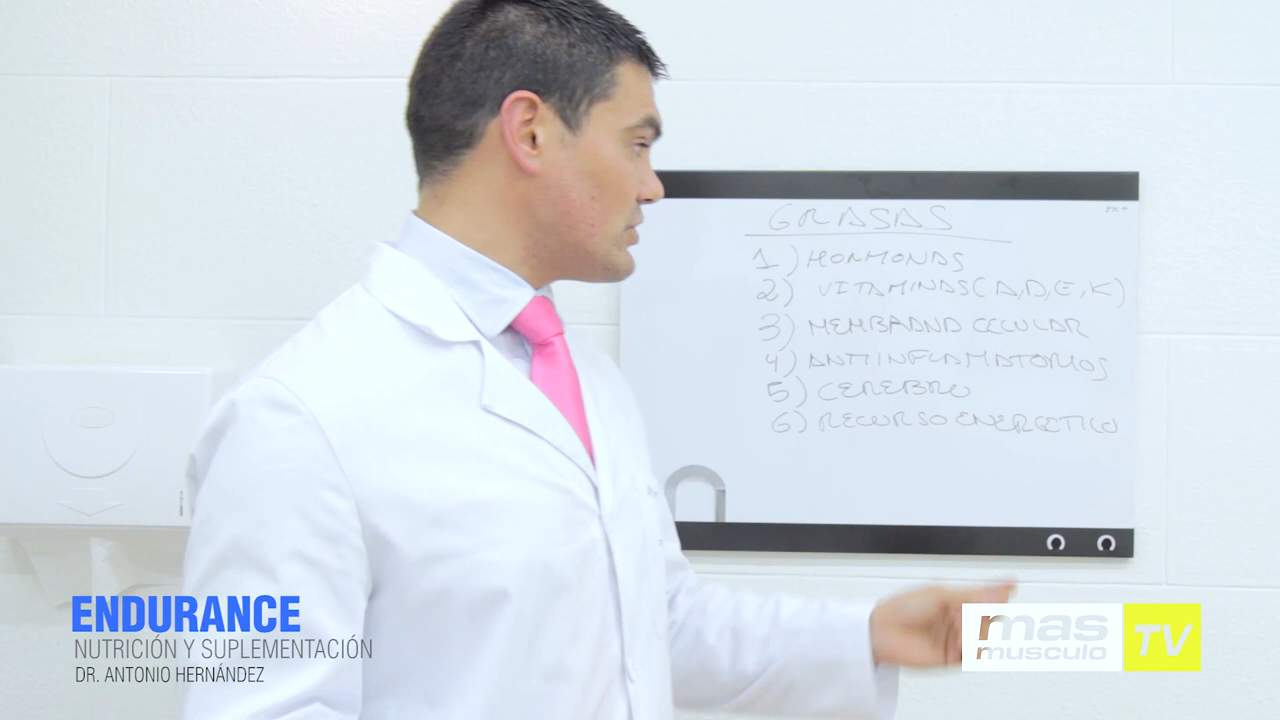 GRASAS
1) HORMONAS
2) VITAMINAS (A,D,E,K)
3) MEMBRANA CELULAR
4) ANTIINFLAMATORIOS
5) CEREBRO
6) RECURSO ENERGETICO
ENDURANCE
NUTRICIÓN Y SUPLEMENTACIÓN
DR. ANTONIO HERNÁNDEZ
mas
musculo
TV